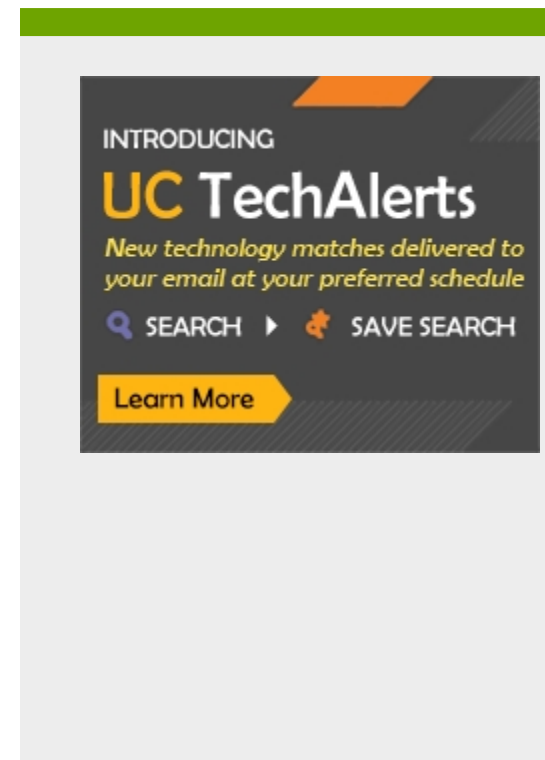 INTRODUCING
UC TechAlerts
New technology matches delivered to
your email at your preferred schedule
SEARCH SAVE SEARCH
Learn More